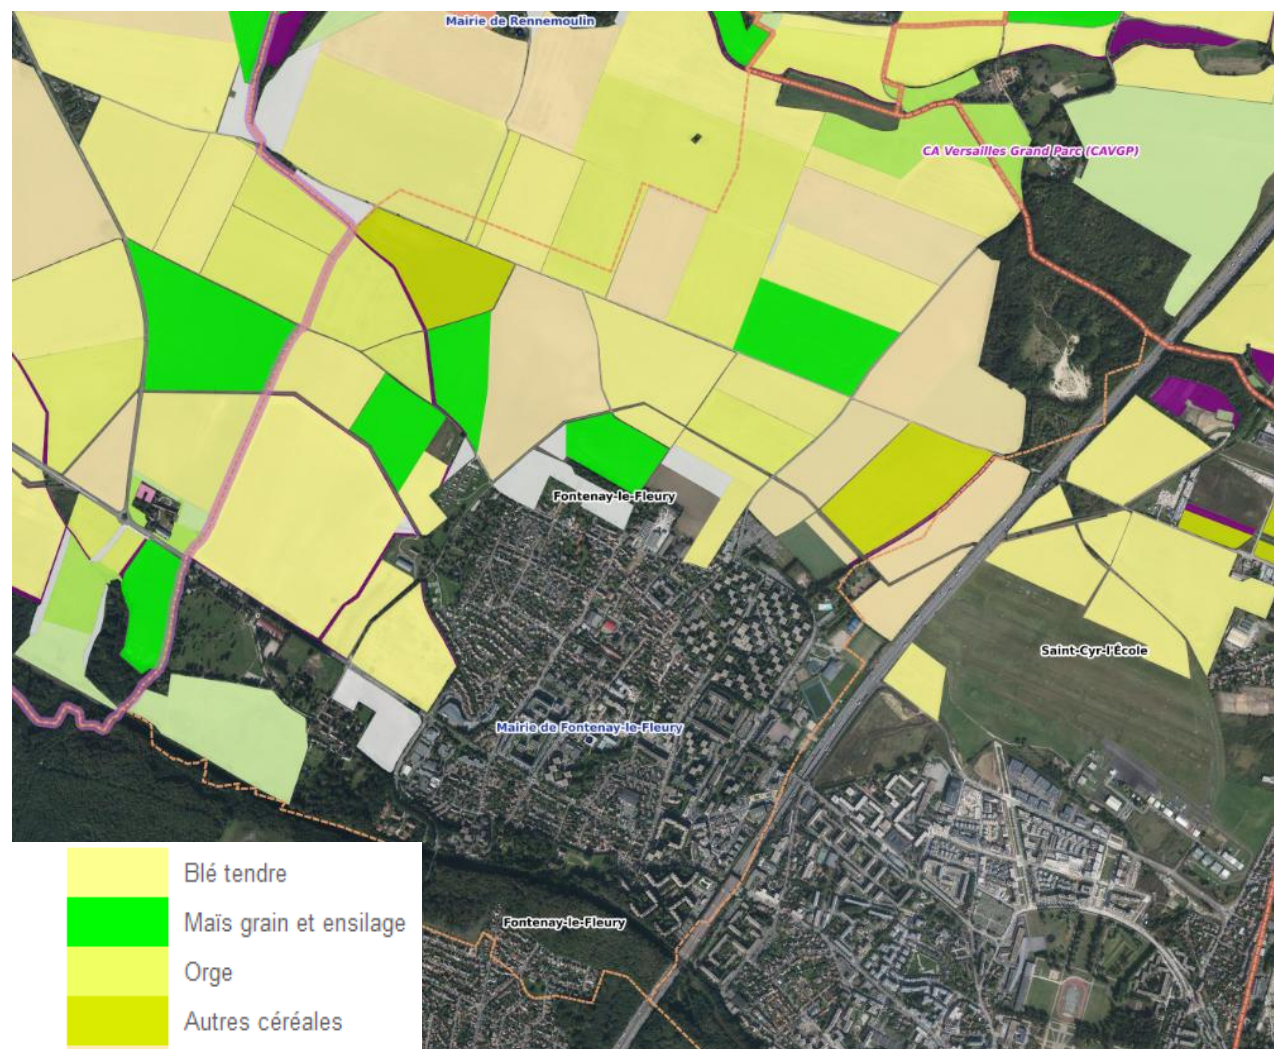 Mairie de Rennemoulin
CA Versailles Grand Parc (CAVGP)
Fontenay-le-Fleury
Saint-Cyr-l'École
Mairie de Fontenay-le-Fleury
Fontenay-le-Fleury
Blé tendre
Maïs grain et ensilage
Orge
Autres céréales